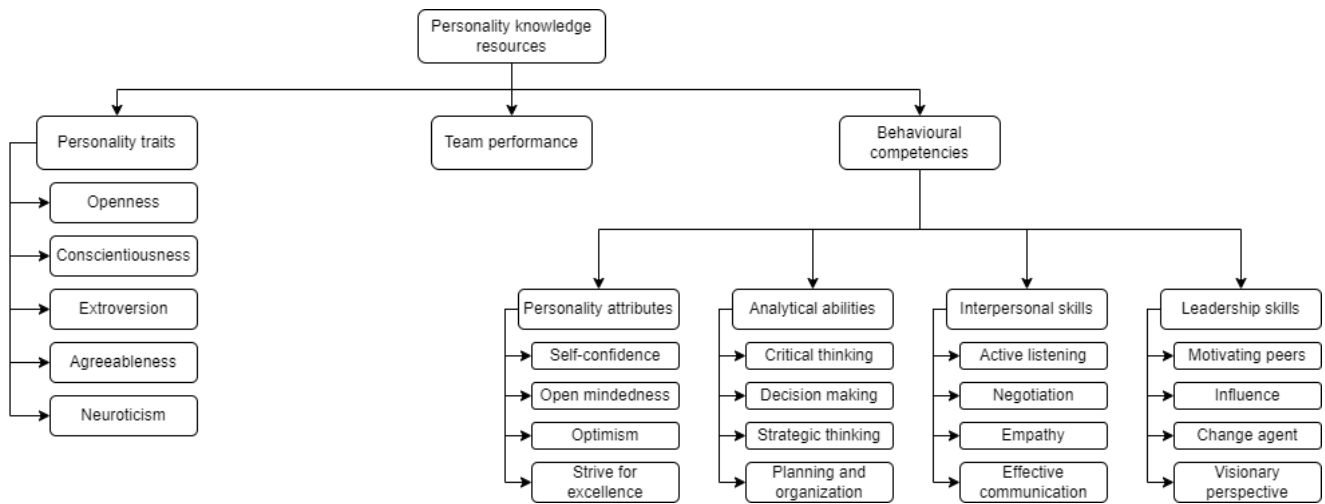 Personality knowledge
resources
Personality traits
Team performance
Behavioural
competencies
Openness
Conscientiousness
Extroversion
Agreeableness
Neuroticism
Personality attributes
Self-confidence
Open mindedness
Optimism
Strive for
excellence
Analytical abilities
Critical thinking
Decision making
Strategic thinking
Planning and
organization
Interpersonal skills
Active listening
Negotiation
Empathy
Effective
communication
Leadership skills
Motivating peers
Influence
Change agent
Visionary
perspective